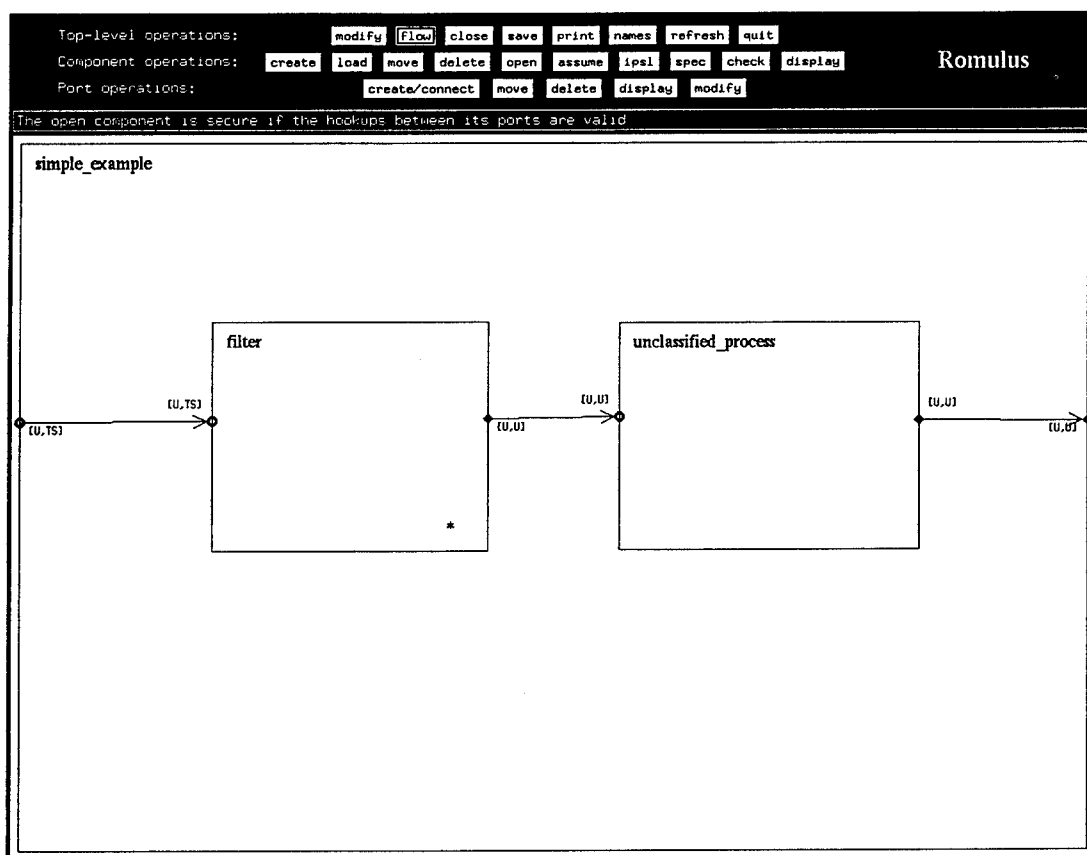 Top-level operations: modify flow close save print names refresh quit
Component operations: create load move delete open assume ipsl spec check display
Romulus
Port operations: create/connect move delete display modify
The open component is secure if the hookups between its ports are valid
simple_example
filter
unclassified_process
[U,TS]
[U,TS]
[U,U]
[U,U]
[U,U]
[U,U]
*